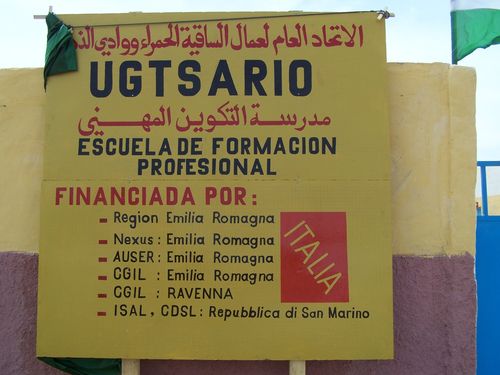 الاتحاد العام لعمال الساقية الحمراء ووادي الذهب
UGTSARIO
مدرسة التكوين المهني
ESCUELA DE FORMACION
PROFESIONAL
FINANCIADA POR:
Region Emilia Romagna
Nexus: Emilia Romagna
AUSER: Emilia Romagna
CGIL: Emilia Romagna
CGIL: RAVENNA
ISAL, CDSL: Repubblica di San Marino
ITALIA